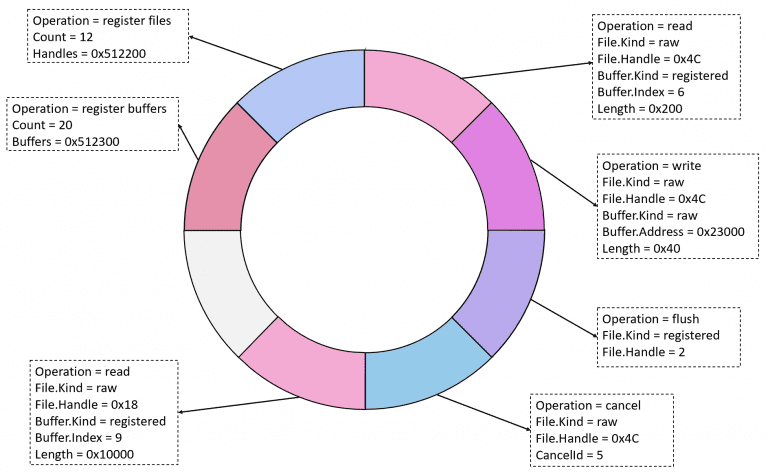 Operation = register files
Count = 12
Handles = 0x512200
Operation = read
File.Kind = raw
File.Handle = 0x4C
Buffer.Kind = registered
Buffer.Index = 6
Length = 0x200
Operation = register buffers
Count = 20
Buffers = 0x512300
Operation = write
File.Kind = raw
File.Handle = 0x4C
Buffer.Kind = raw
Buffer.Address = 0x23000
Length = 0x40
Operation = flush
File.Kind = registered
File.Handle = 2
Operation = read
File.Kind = raw
File.Handle = 0x18
Buffer.Kind = registered
Buffer.Index = 9
Length = 0x10000
Operation = cancel
File.Kind = raw
File.Handle = 0x4C
CancelId = 5